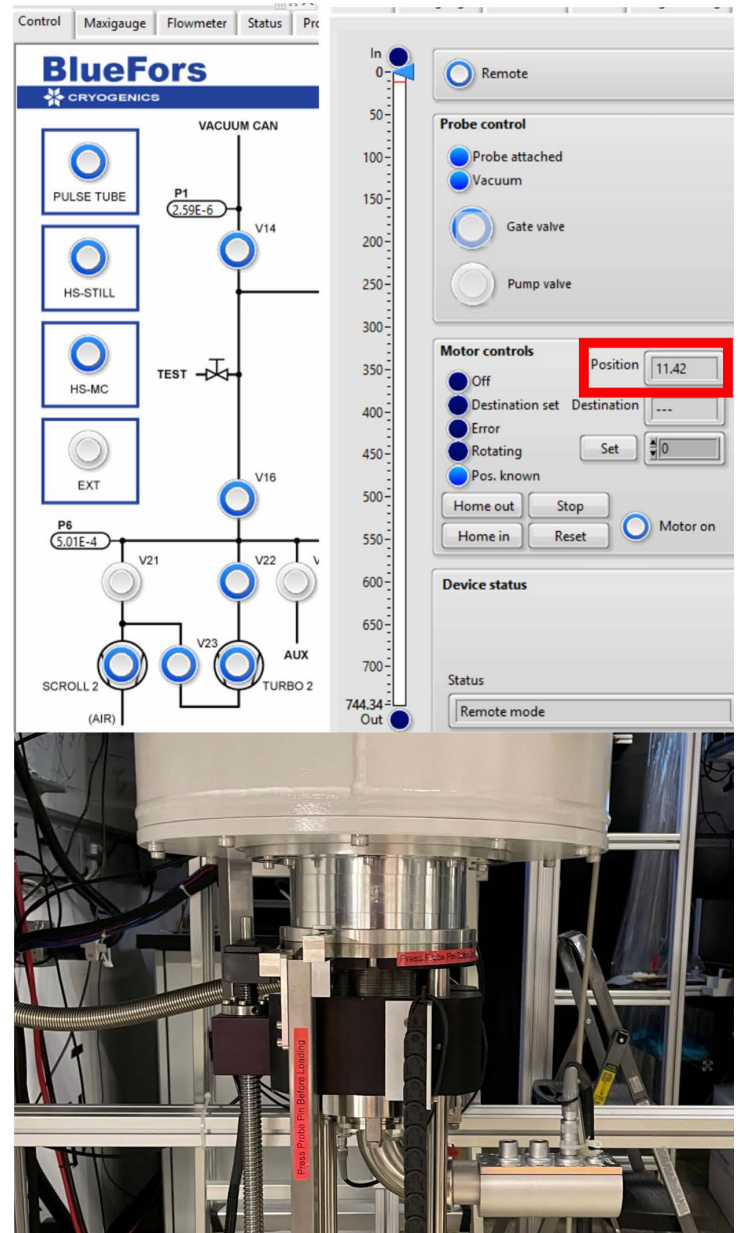 Control Maxigauge Flowmeter Status
BlueFors
CRYOGENICS
VACUUM CAN
PULSE TUBE
P1
2.59E-6
V14
HS-STILL
TEST
HS-MC
EXT
V16
P6
5.01E-4
V21
V22
V23
AUX
SCROLL 2
TURBO 2
(AIR)
In
0
50
100
150
200
250
300
350
400
450
500
550
600
650
700
744.34
Out
Remote
Probe control
Probe attached
Vacuum
Gate valve
Pump valve
Motor controls
Position 11.42
Off
Destination set Destination ---
Error
Rotating Set 0
Pos. known
Home out Stop
Home in Reset Motor on
Device status
Status
Remote mode
Press Probe Pin Before Loading
Press Probe Pin